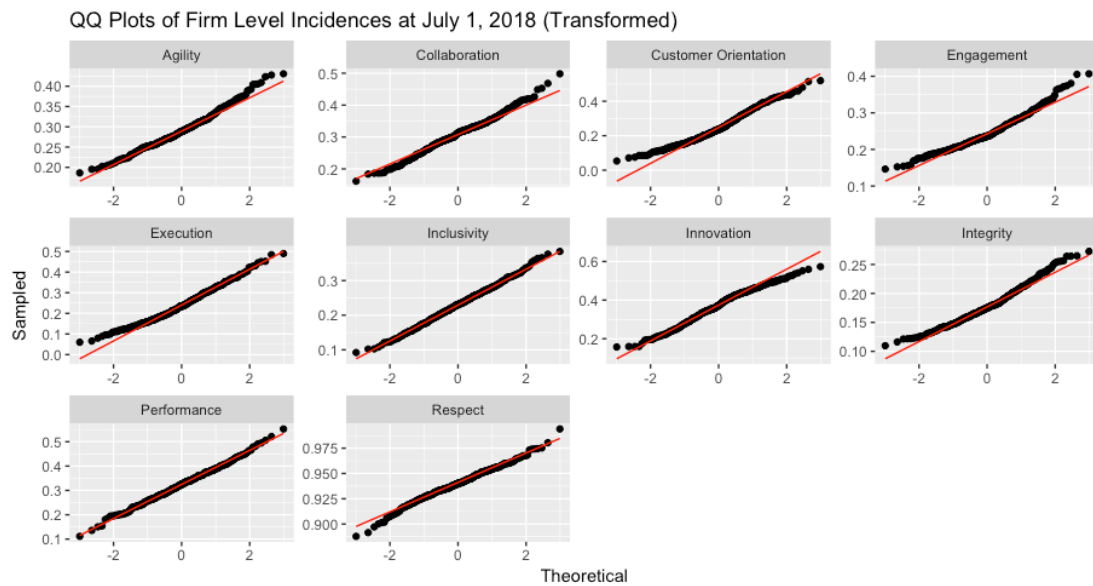 QQ Plots of Firm Level Incidences at July 1, 2018 (Transformed)
Agility Collaboration Customer Orientation Engagement
0.40 0.35 0.30 0.25 0.20
-2 0 2
0.5 0.4 0.3 0.2
-2 0 2
0.4 0.2 0.0
-2 0 2
0.4 0.3 0.2 0.1
-2 0 2
Execution Inclusivity Innovation Integrity
0.5 0.4 0.3 0.2 0.1 0.0
-2 0 2
0.3 0.2 0.1
-2 0 2
0.6 0.4 0.2
-2 0 2
0.25 0.20 0.15 0.10
-2 0 2
Performance Respect
0.5 0.4 0.3 0.2 0.1
-2 0 2
0.975 0.950 0.925 0.900
-2 0 2
Sampled
Theoretical